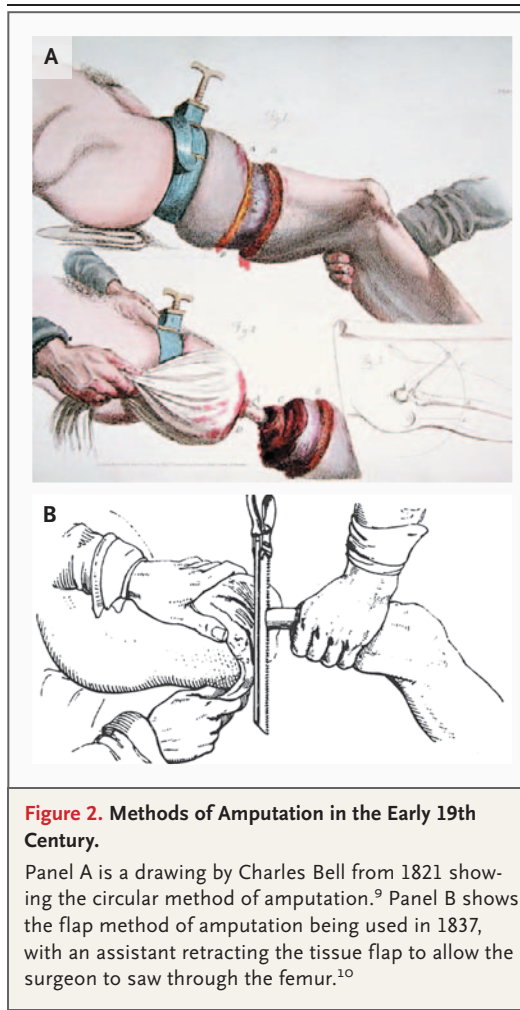 A
B
Figure 2. Methods of Amputation in the Early 19th
Century.
Panel A is a drawing by Charles Bell from 1821 show-
ing the circular method of amputation.⁹ Panel B shows
the flap method of amputation being used in 1837,
with an assistant retracting the tissue flap to allow the
surgeon to saw through the femur.¹⁰